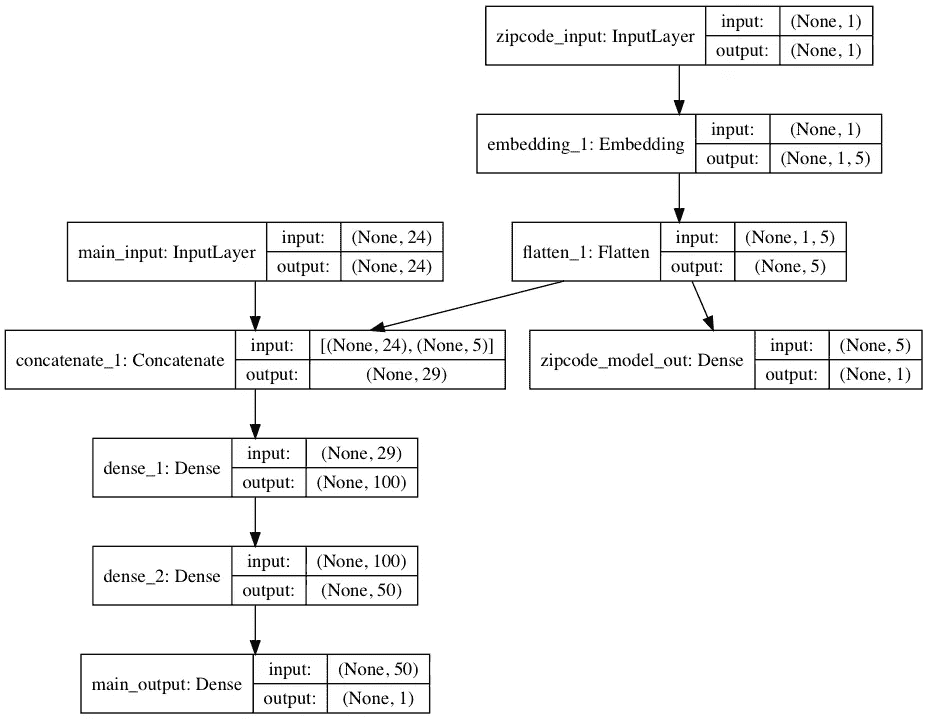 zipcode_input: InputLayer
input: (None, 1)
output: (None, 1)
embedding_1: Embedding
input: (None, 1)
output: (None, 1, 5)
main_input: InputLayer
input: (None, 24)
output: (None, 24)
flatten_1: Flatten
input: (None, 1, 5)
output: (None, 5)
concatenate_1: Concatenate
input: [(None, 24), (None, 5)]
output: (None, 29)
zipcode_model_out: Dense
input: (None, 5)
output: (None, 1)
dense_1: Dense
input: (None, 29)
output: (None, 100)
dense_2: Dense
input: (None, 100)
output: (None, 50)
main_output: Dense
input: (None, 50)
output: (None, 1)